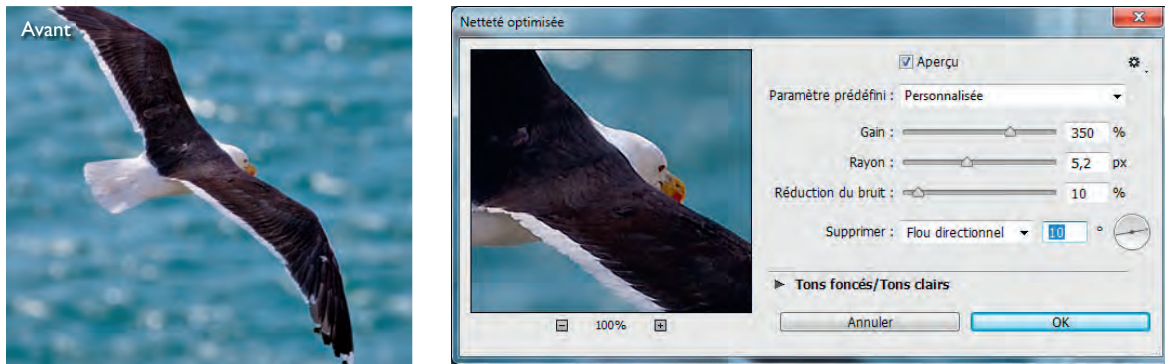 Avant
Netteté optimisée
Aperçu
Paramètre prédéfini : Personnalisée
Gain : 350 %
Rayon : 5,2 px
Réduction du bruit : 10 %
Supprimer : Flou directionnel 10 °
Tons foncés/Tons clairs
100%
Annuler OK